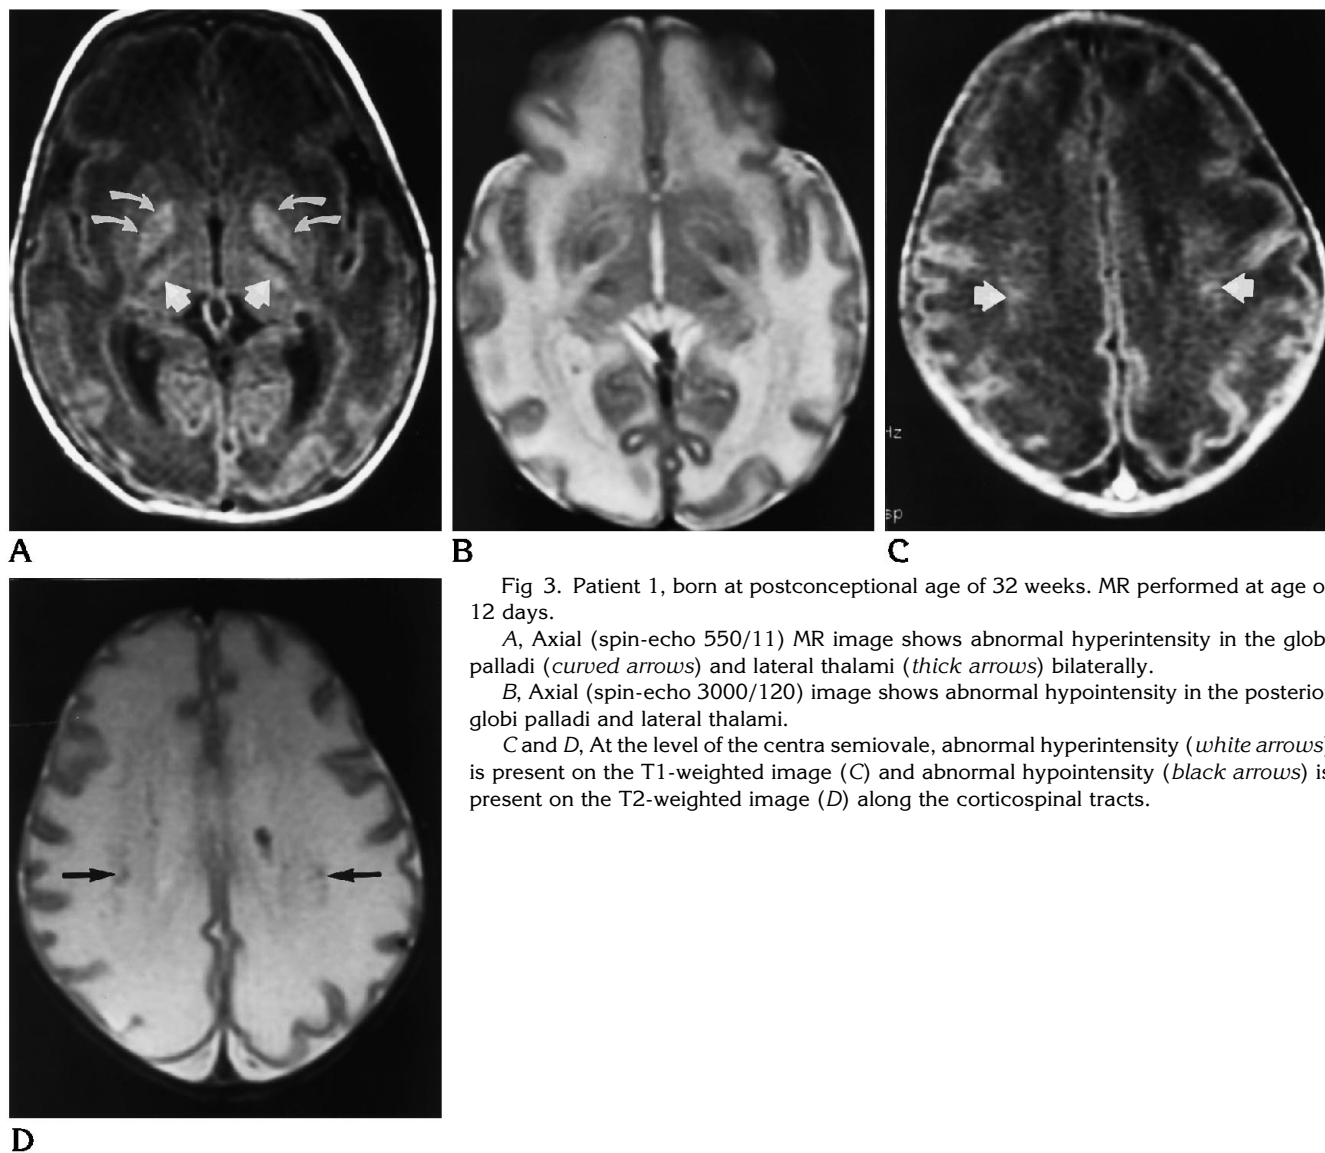 A
B
Hz
sp
C
Fig 3. Patient 1, born at postconceptional age of 32 weeks. MR performed at age o
12 days.
A, Axial (spin-echo 550/11) MR image shows abnormal hyperintensity in the glob
palladi (curved arrows) and lateral thalami (thick arrows) bilaterally.
B, Axial (spin-echo 3000/120) image shows abnormal hypointensity in the posterio
globi palladi and lateral thalami.
C and D, At the level of the centra semiovale, abnormal hyperintensity (white arrows)
is present on the T1-weighted image (C) and abnormal hypointensity (black arrows) is
present on the T2-weighted image (D) along the corticospinal tracts.
D